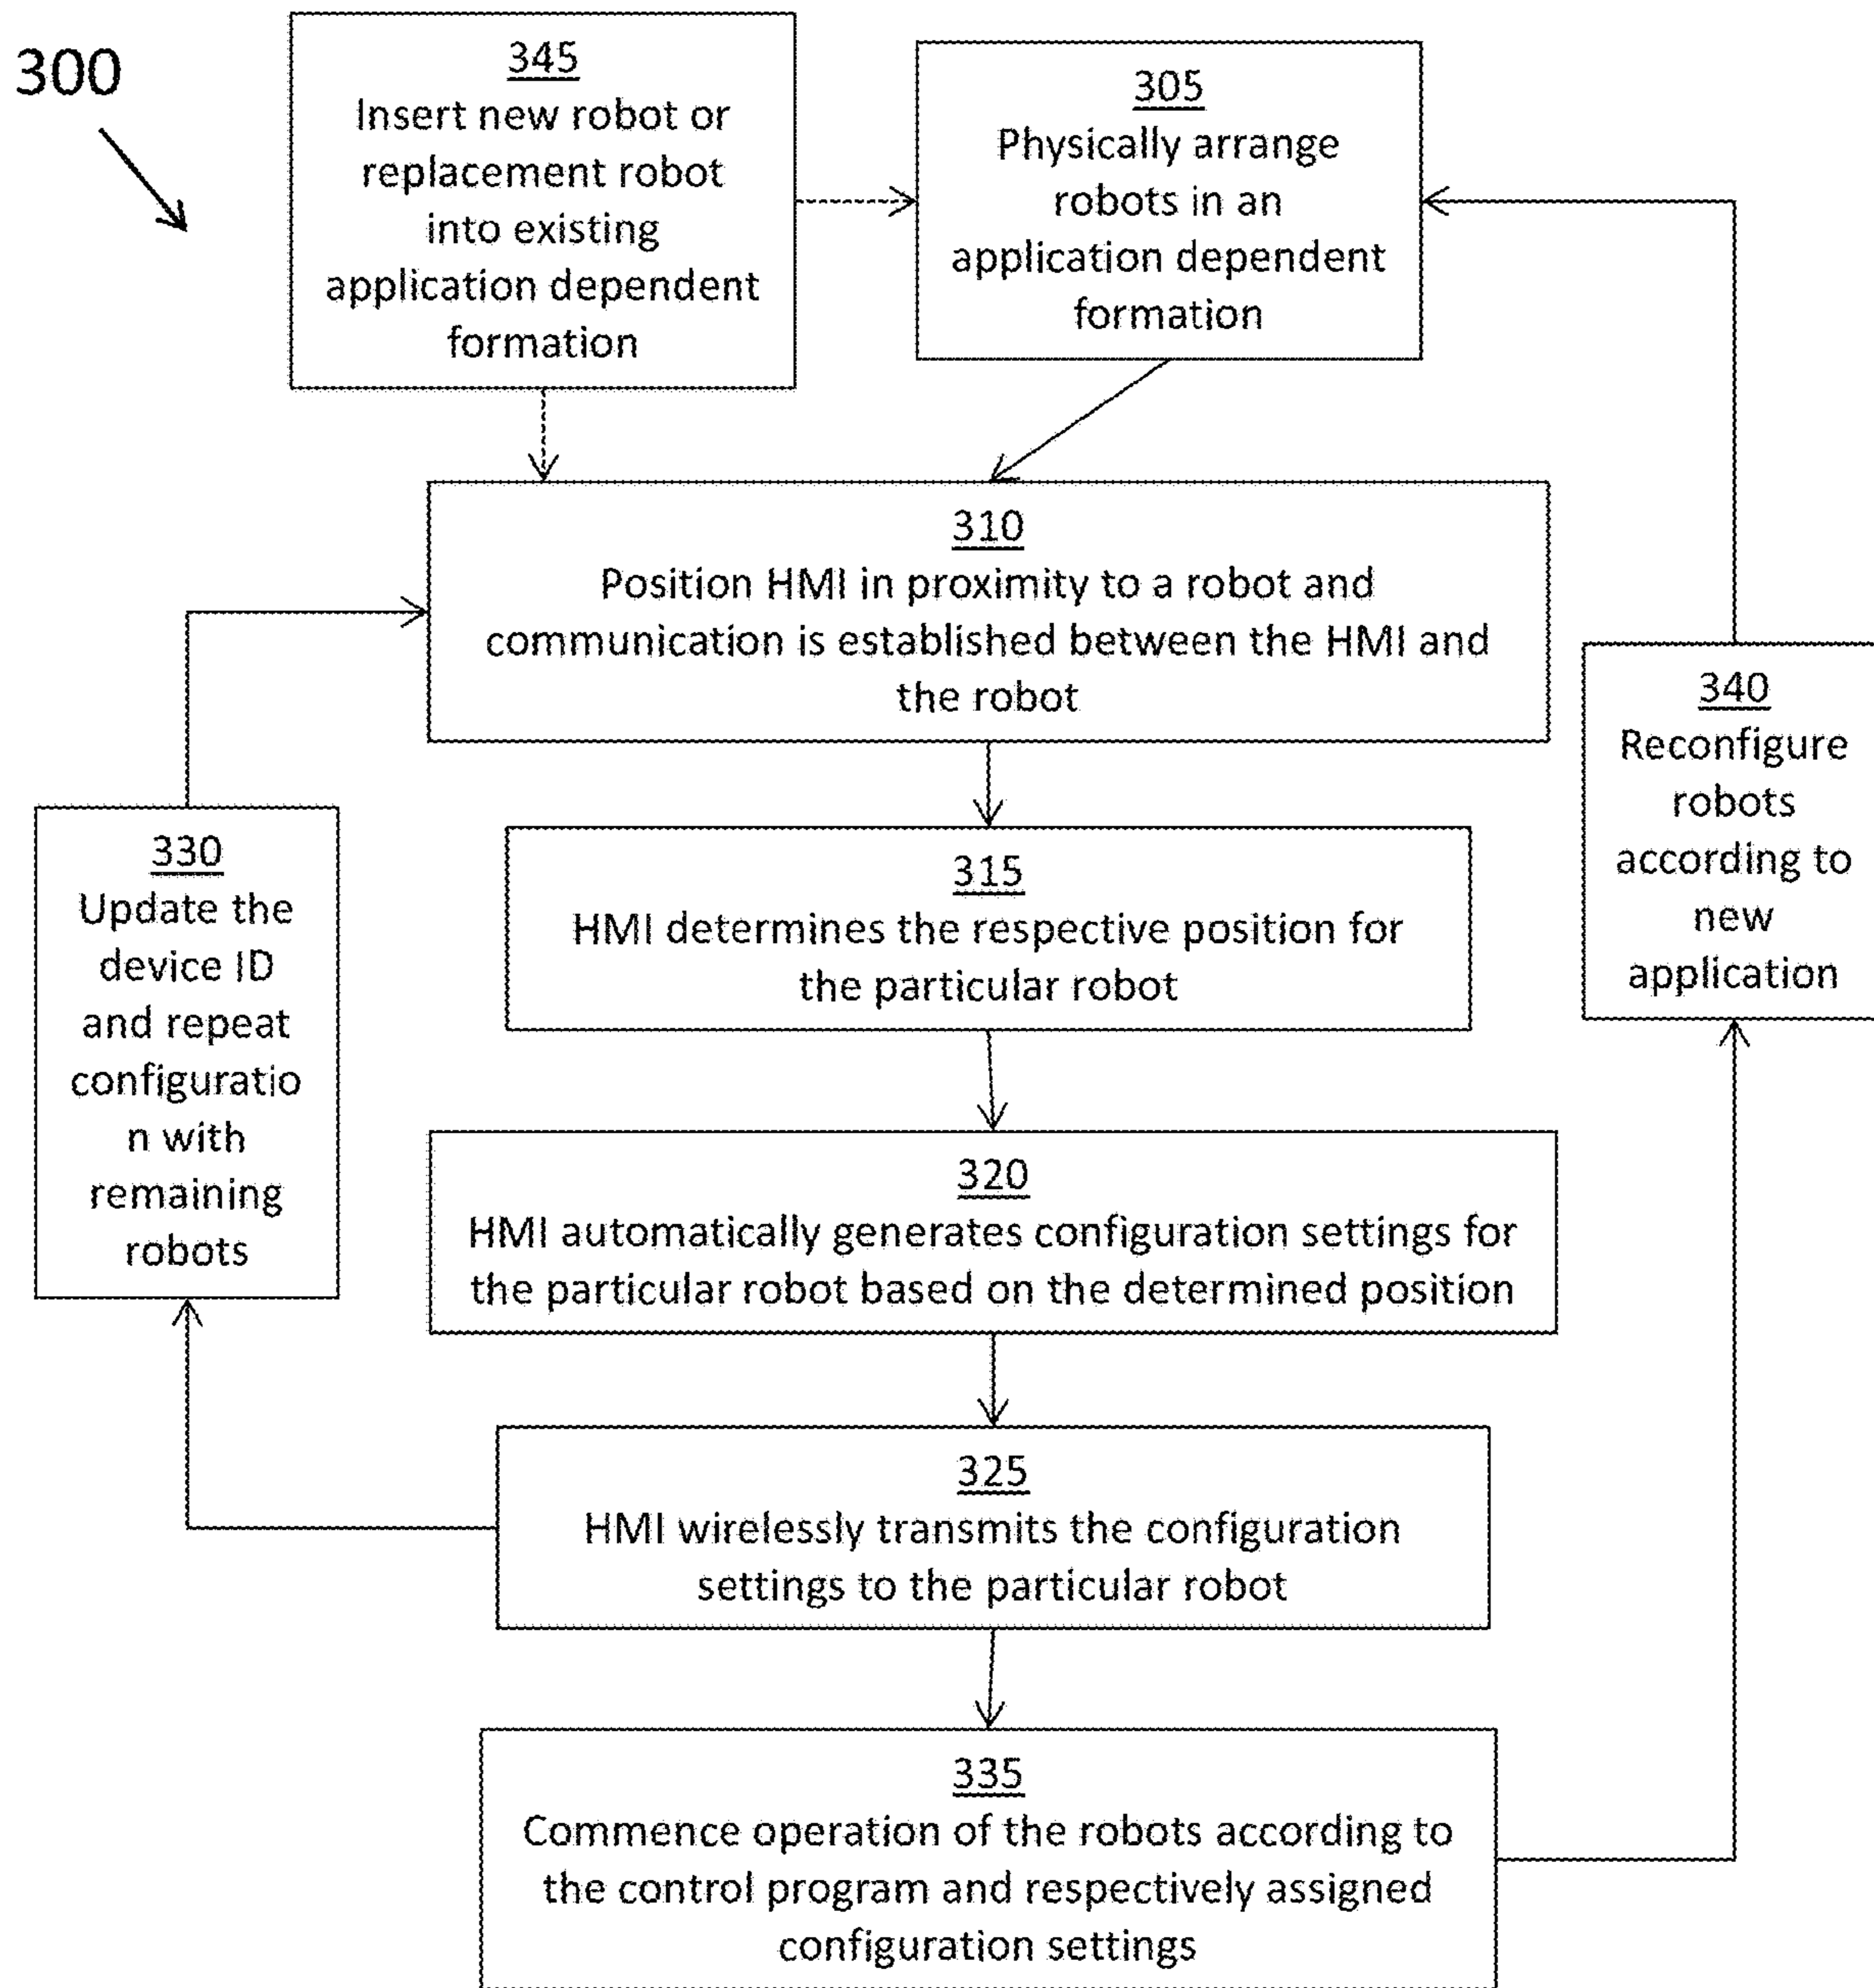 300
345
Insert new robot or
replacement robot
into existing
application dependent
formation
305
Physically arrange
robots in an
application dependent
formation
310
Position HMI in proximity to a robot and
communication is established between the HMI and
the robot
340
Reconfigure
robots
according to
new
application
330
Update the
device ID
and repeat
configuratio
n with
remaining
robots
315
HMI determines the respective position for
the particular robot
320
HMI automatically generates configuration settings for
the particular robot based on the determined position
325
HMI wirelessly transmits the configuration
settings to the particular robot
335
Commence operation of the robots according to
the control program and respectively assigned
configuration settings